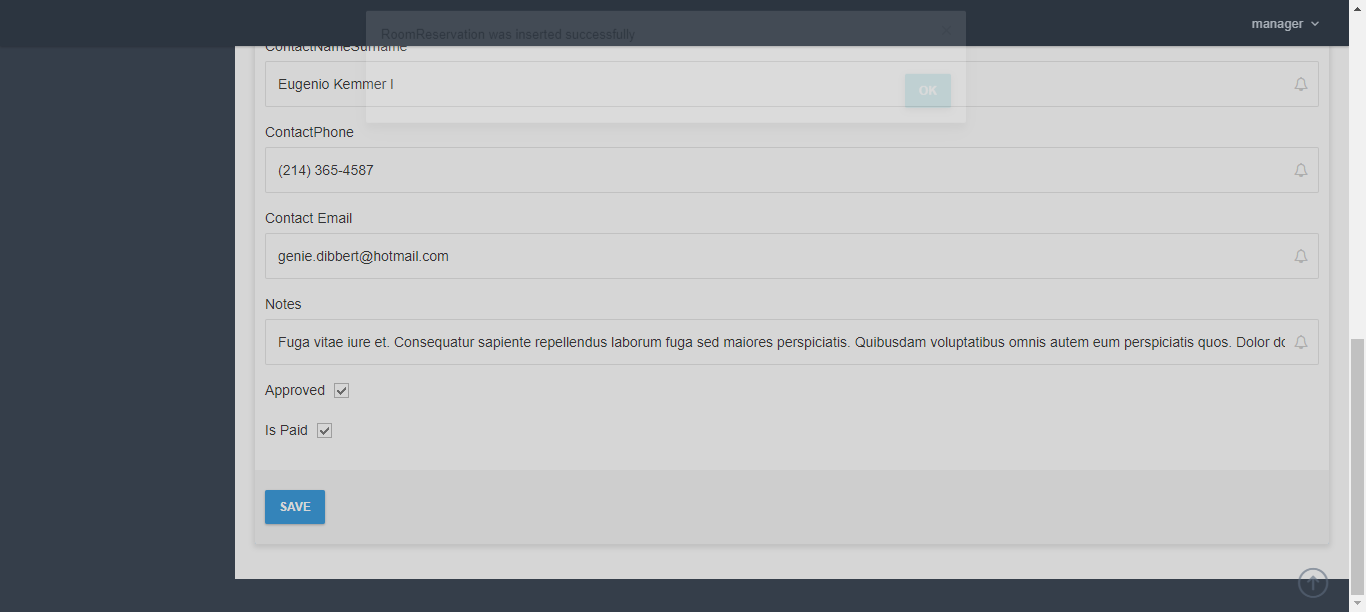 manager
RoomReservation was inserted successfully
ContactNameSurname
Eugenio Kemmer I
OK
ContactPhone
(214) 365-4587
Contact Email
genie.dibbert@hotmail.com
Notes
Fuga vitae iure et. Consequatur sapiente repellendus laborum fuga sed maiores perspiciatis. Quibusdam voluptatibus omnis autem eum perspiciatis quos. Dolor dc
Approved
Is Paid
SAVE